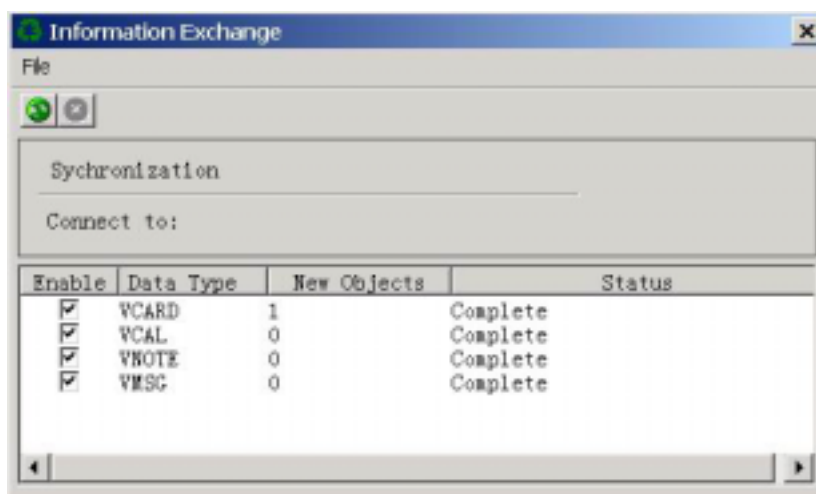 Information Exchange
File
Sychronization
Connect to:
Enable Data Type New Objects Status
VCARD 1 Complete
VCAL 0 Complete
VNOTE 0 Complete
VMSG 0 Complete